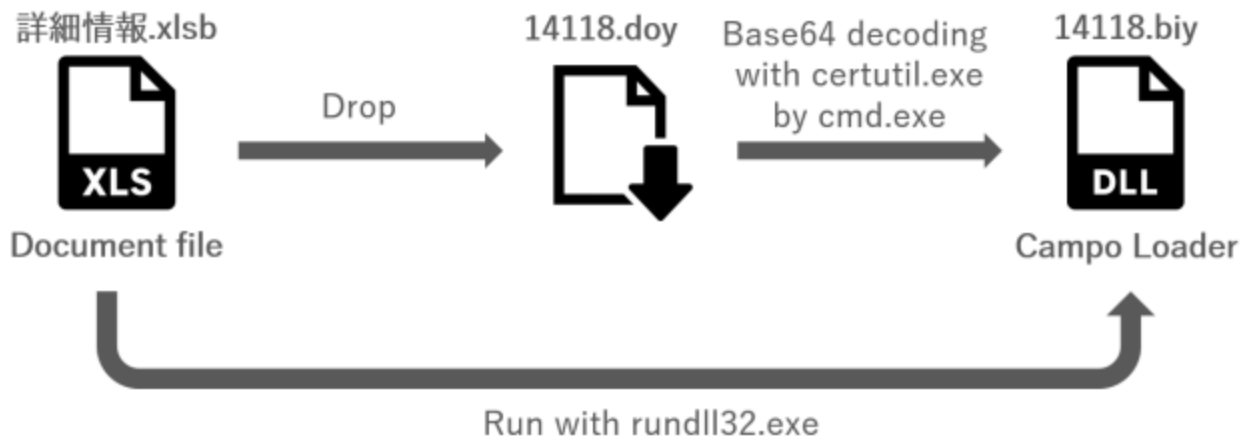 詳細情報.xlsb
14118.doy
Base64 decoding
with certutil.exe
by cmd.exe
14118.biy
Drop
XLS
DLL
Document file
Campo Loader
Run with rundll32.exe